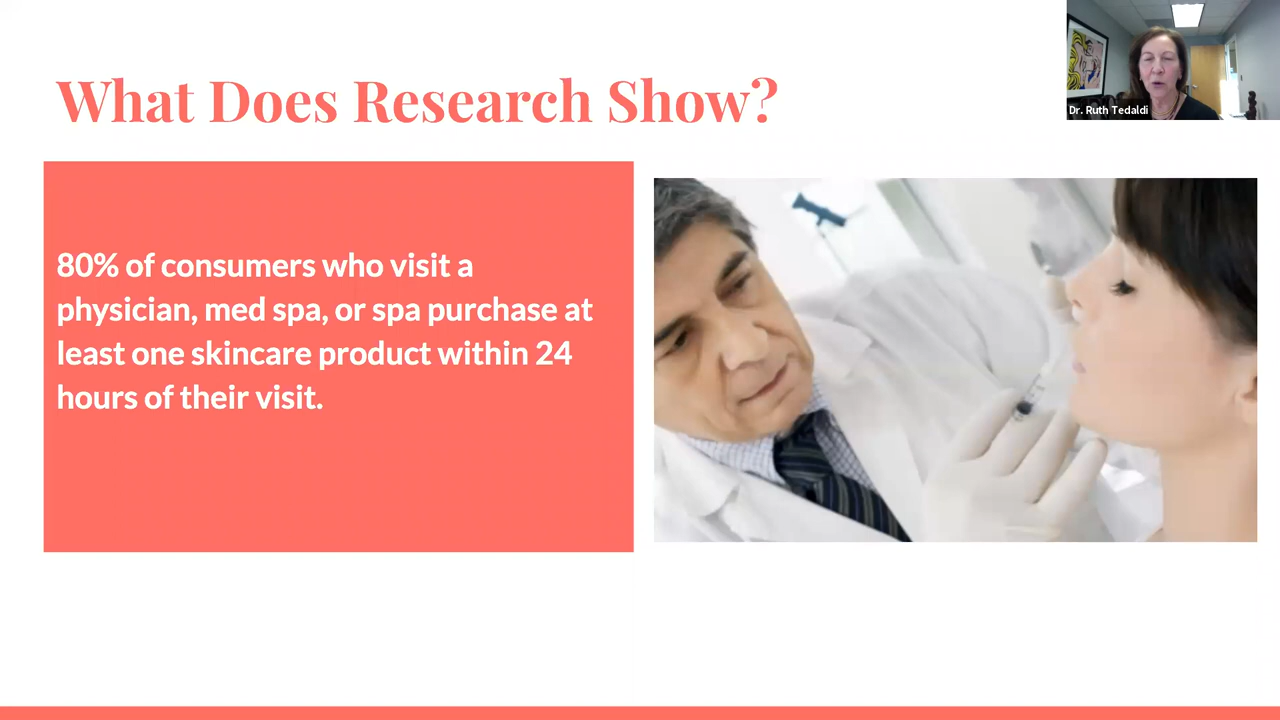 What Does Research Show?
Dr. Ruth Tedaldi
80% of consumers who visit a
physician, med spa, or spa purchase at
least one skincare product within 24
hours of their visit.